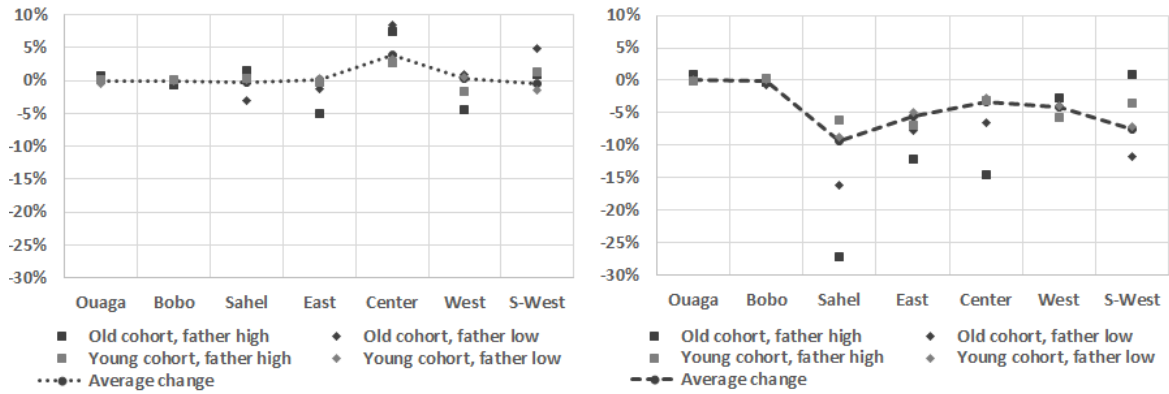 10%
5%
0%
-5%
-10%
-15%
-20%
-25%
-30%
Ouaga Bobo Sahel East Center West S-West
Old cohort, father high Old cohort, father low
Young cohort, father high Young cohort, father low
Average change
10%
5%
0%
-5%
-10%
-15%
-20%
-25%
-30%
Ouaga Bobo Sahel East Center West S-West
Old cohort, father high Old cohort, father low
Young cohort, father high Young cohort, father low
Average change